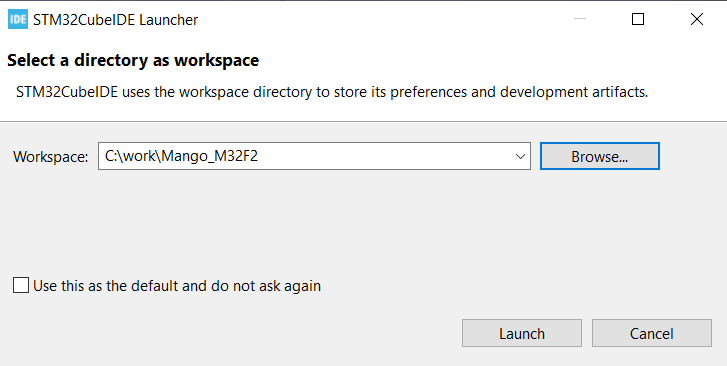 IDE STM32CubeIDE Launcher
Select a directory as workspace
STM32CubeIDE uses the workspace directory to store its preferences and development artifacts.
Workspace: C:\work\Mango_M32F2 Browse...
Use this as the default and do not ask again
Launch Cancel